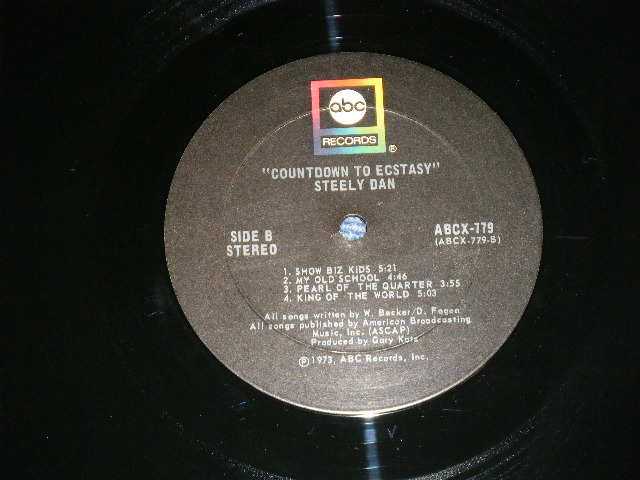 abc
RECORDS
®
"COUNTDOWN TO ECSTASY"
STEELY DAN
SIDE B
STEREO
ABCX-779
(ABCX-779-B)
1. SHOW BIZ KIDS 5:21
2. MY OLD SCHOOL 4:46
3. PEARL OF THE QUARTER 3:55
4. KING OF THE WORLD 5:03
All songs written by W. Becker/D. Fagen
All songs published by American Broadcasting
Music, Inc. (ASCAP)
Produced by Gary Katz
℗1973, ABC Records, Inc.